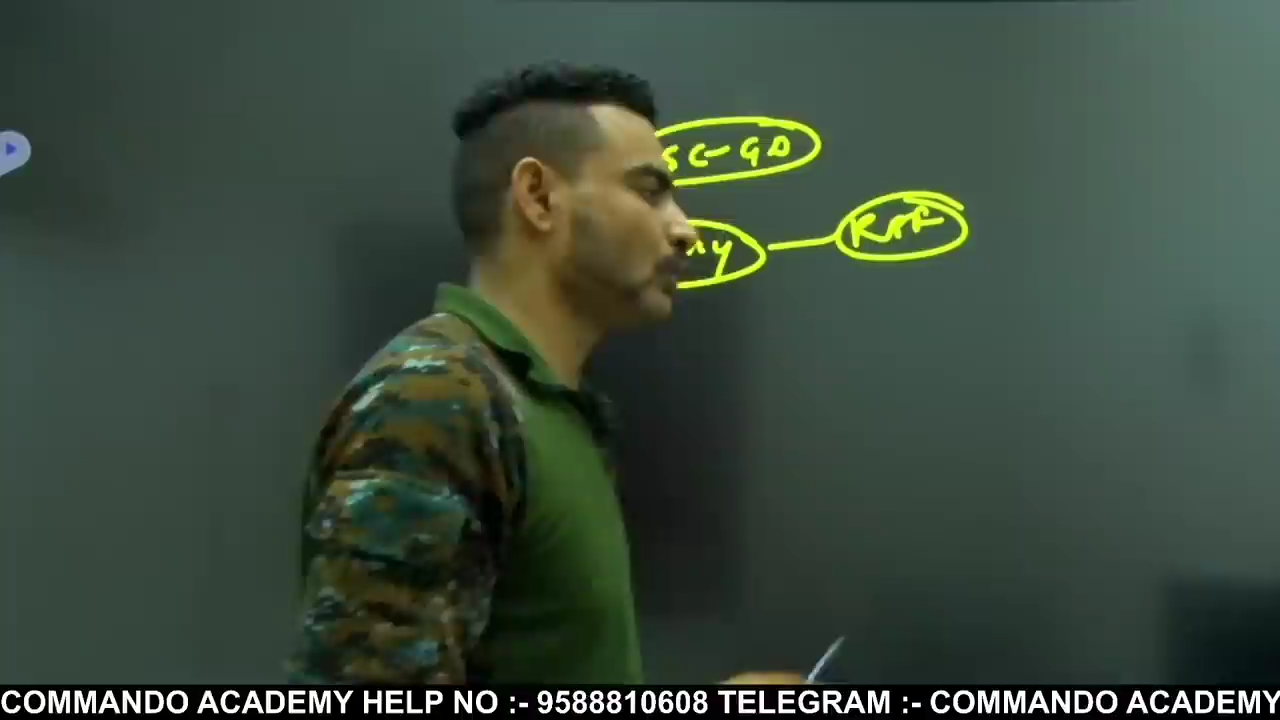 SC-GD
RPF
COMMANDO ACADEMY HELP NO :- 9588810608 TELEGRAM :- COMMANDO ACADEMY